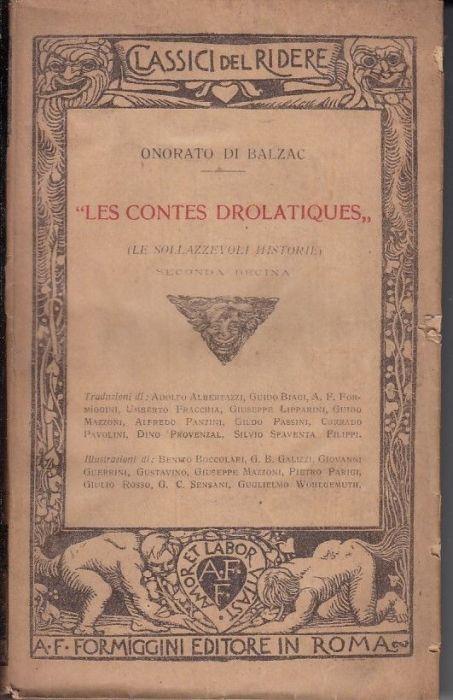 CLASSICI DEL RIDERE
ONORATO DI BALZAC
"LES CONTES DROLATIQUES„
(LE SOLLAZZEVOLI HISTORIE)
SECONDA DECINA
Traduzioni di: ADOLFO ALBERTAZZI, GUIDO BIAGI, A. F. FOR-
MÍGGINI, UMBERTO FRACCHIA, GIUSEPPE LIPPARINI, GUIDO
MAZZONI, ALFREDO PANZINI, GILDO PASSINI, CORRADO
PAVOLINI, DINO PROVENZAL, SILVIO SPAVENTA FILIPPI.
Illustrazioni di: BENITO BOCCOLARI, G. B. GALIZZI, GIOVANNI
GUERRINI, GUSTAVINO, GIUSEPPE MAZZONI, PIETRO PARIGI,
GIULIO ROSSO, G. C. SENSANI, GUGLIELMO WOHLGEMUTH,
AMOR ET LABOR VITAST
A F
F
A·F· FORMIGGINI EDITORE IN ROMA